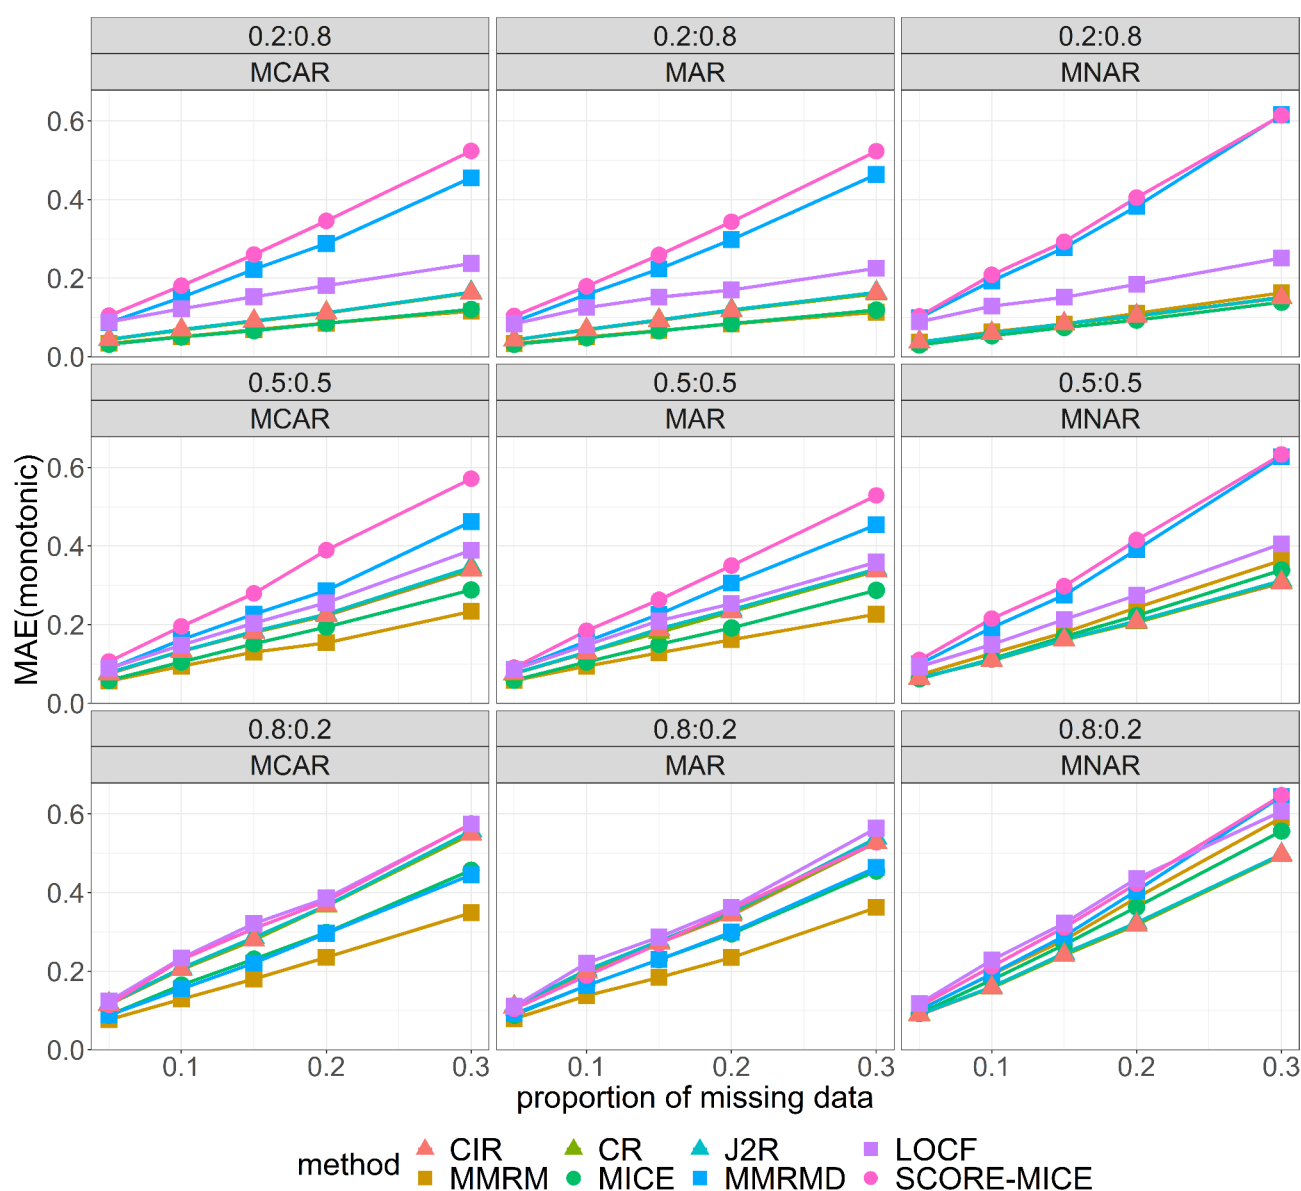 0.2:0.8 0.2:0.8 0.2:0.8
MCAR MAR MNAR
0.6
0.4
0.2
0.0
0.5:0.5 0.5:0.5 0.5:0.5
MCAR MAR MNAR
0.6
0.4
0.2
0.0
MAE(monotonic)
0.8:0.2 0.8:0.2 0.8:0.2
MCAR MAR MNAR
0.6
0.4
0.2
0.0
0.1 0.2 0.3 0.1 0.2 0.3 0.1 0.2 0.3
proportion of missing data
method
CIR CR J2R LOCF
MMRM MICE MMRMD SCORE-MICE